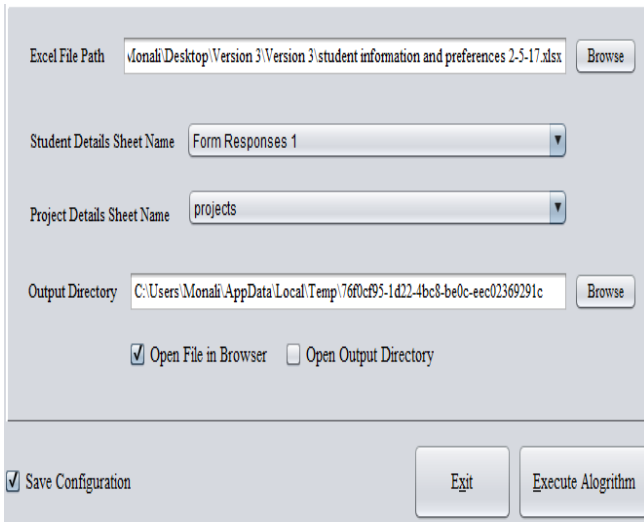 Excel File Path
Monali\Desktop\Version 3\Version 3\student information and preferences 2-5-17.xlsx
Browse
Student Details Sheet Name
Form Responses 1
Project Details Sheet Name
projects
Output Directory
C:\Users\Monali\AppData\Local\Temp\76f0cf95-1d22-4bc8-be0c-eec02369291c
Browse
Open File in Browser
Open Output Directory
Save Configuration
Exit
Execute Alogrithm